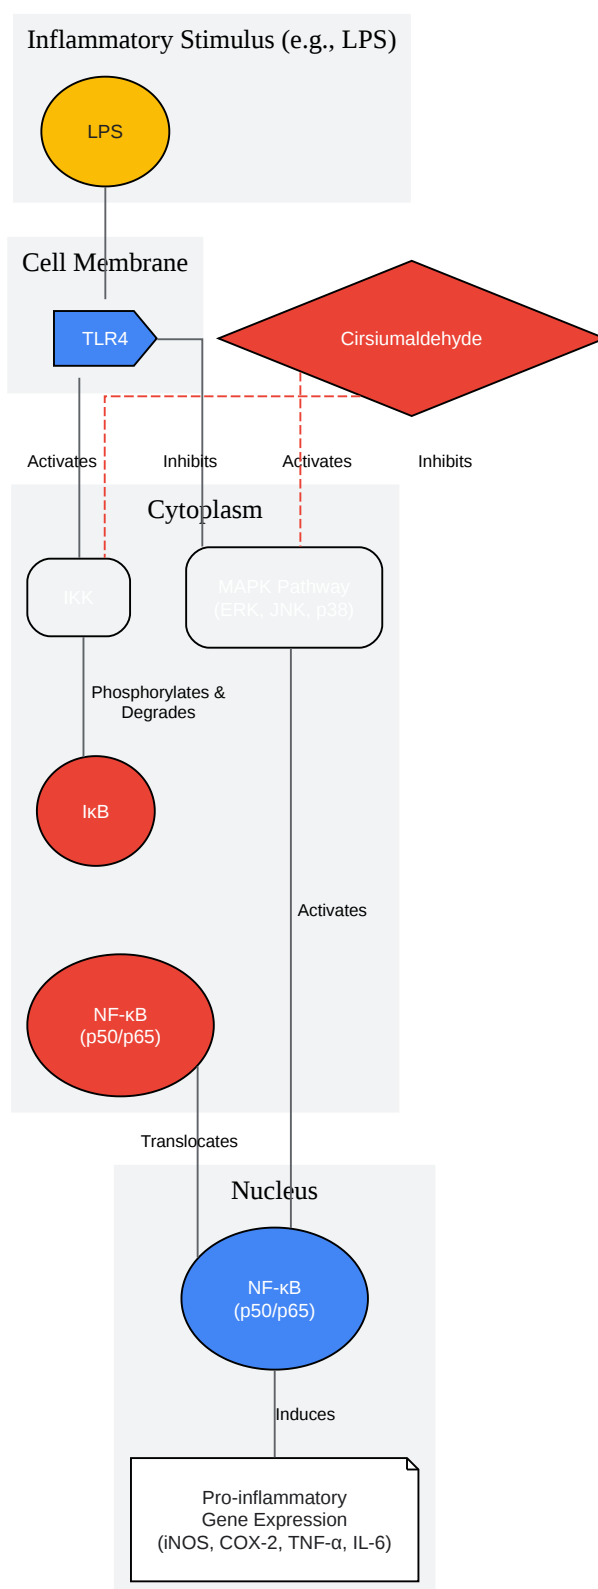 Inflammatory Stimulus (e.g., LPS)
LPS
Cell Membrane
TLR4
Cirsiumaldehyde
Activates
Inhibits
Activates
Inhibits
Cytoplasm
IKK
MAPK Pathway
(ERK, JNK, p38)
Phosphorylates &
Degrades
IκB
Activates
NF-κB
(p50/p65)
Translocates
Nucleus
NF-κB
(p50/p65)
Induces
Pro-inflammatory
Gene Expression
(iNOS, COX-2, TNF-α, IL-6)